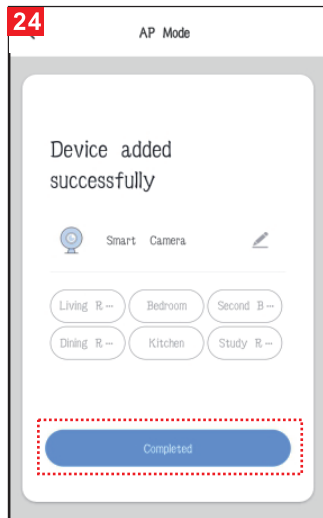 24
AP Mode
Device added
successfully
Smart Camera
Living R…
Bedroom
Second B…
Dining R…
Kitchen
Study R…
Completed